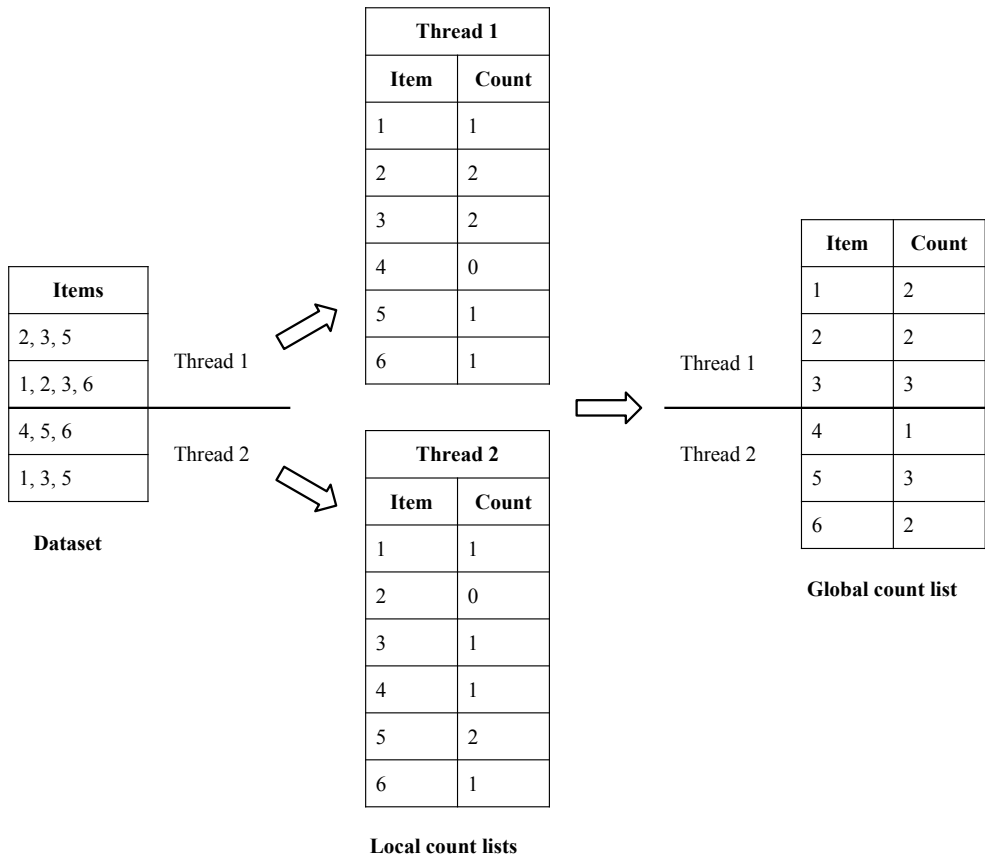 Items
2, 3, 5
1, 2, 3, 6
4, 5, 6
1, 3, 5
Dataset
Thread 1
Thread 2
Thread 1
Item Count
1 1
2 2
3 2
4 0
5 1
6 1
Thread 2
Item Count
1 1
2 0
3 1
4 1
5 2
6 1
Local count lists
Thread 1
Thread 2
Item Count
1 2
2 2
3 3
4 1
5 3
6 2
Global count list